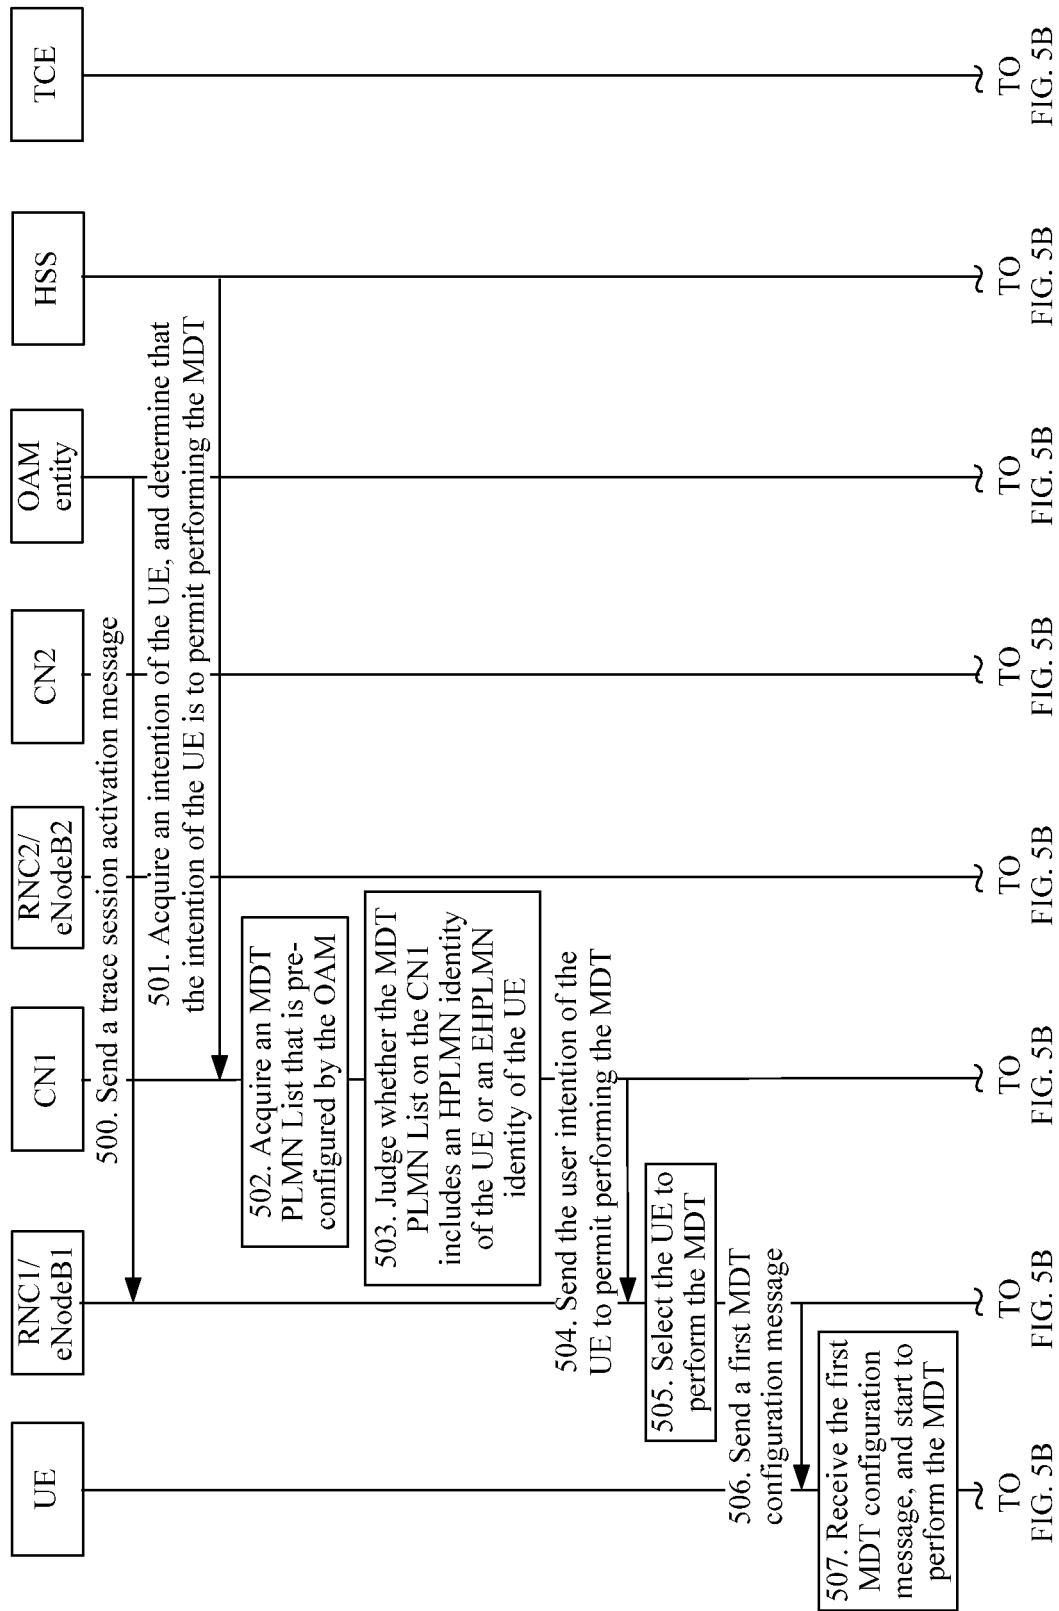 UE
RNC1/
eNodeB1
CN1
RNC2/
eNodeB2
CN2
OAM
entity
HSS
TCE
500. Send a trace session activation message
501. Acquire an intention of the UE, and determine that
the intention of the UE is to permit performing the MDT
502. Acquire an MDT
PLMN List that is pre-
configured by the OAM
503. Judge whether the MDT
PLMN List on the CN1
includes an HPLMN identity
of the UE or an EHPLMN
identity of the UE
504. Send the user intention of the
UE to permit performing the MDT
505. Select the UE to
perform the MDT
506. Send a first MDT
configuration message
507. Receive the first
MDT configuration
message, and start to
perform the MDT
TO
FIG. 5B
TO
FIG. 5B
TO
FIG. 5B
TO
FIG. 5B
TO
FIG. 5B
TO
FIG. 5B
TO
FIG. 5B
TO
FIG. 5B